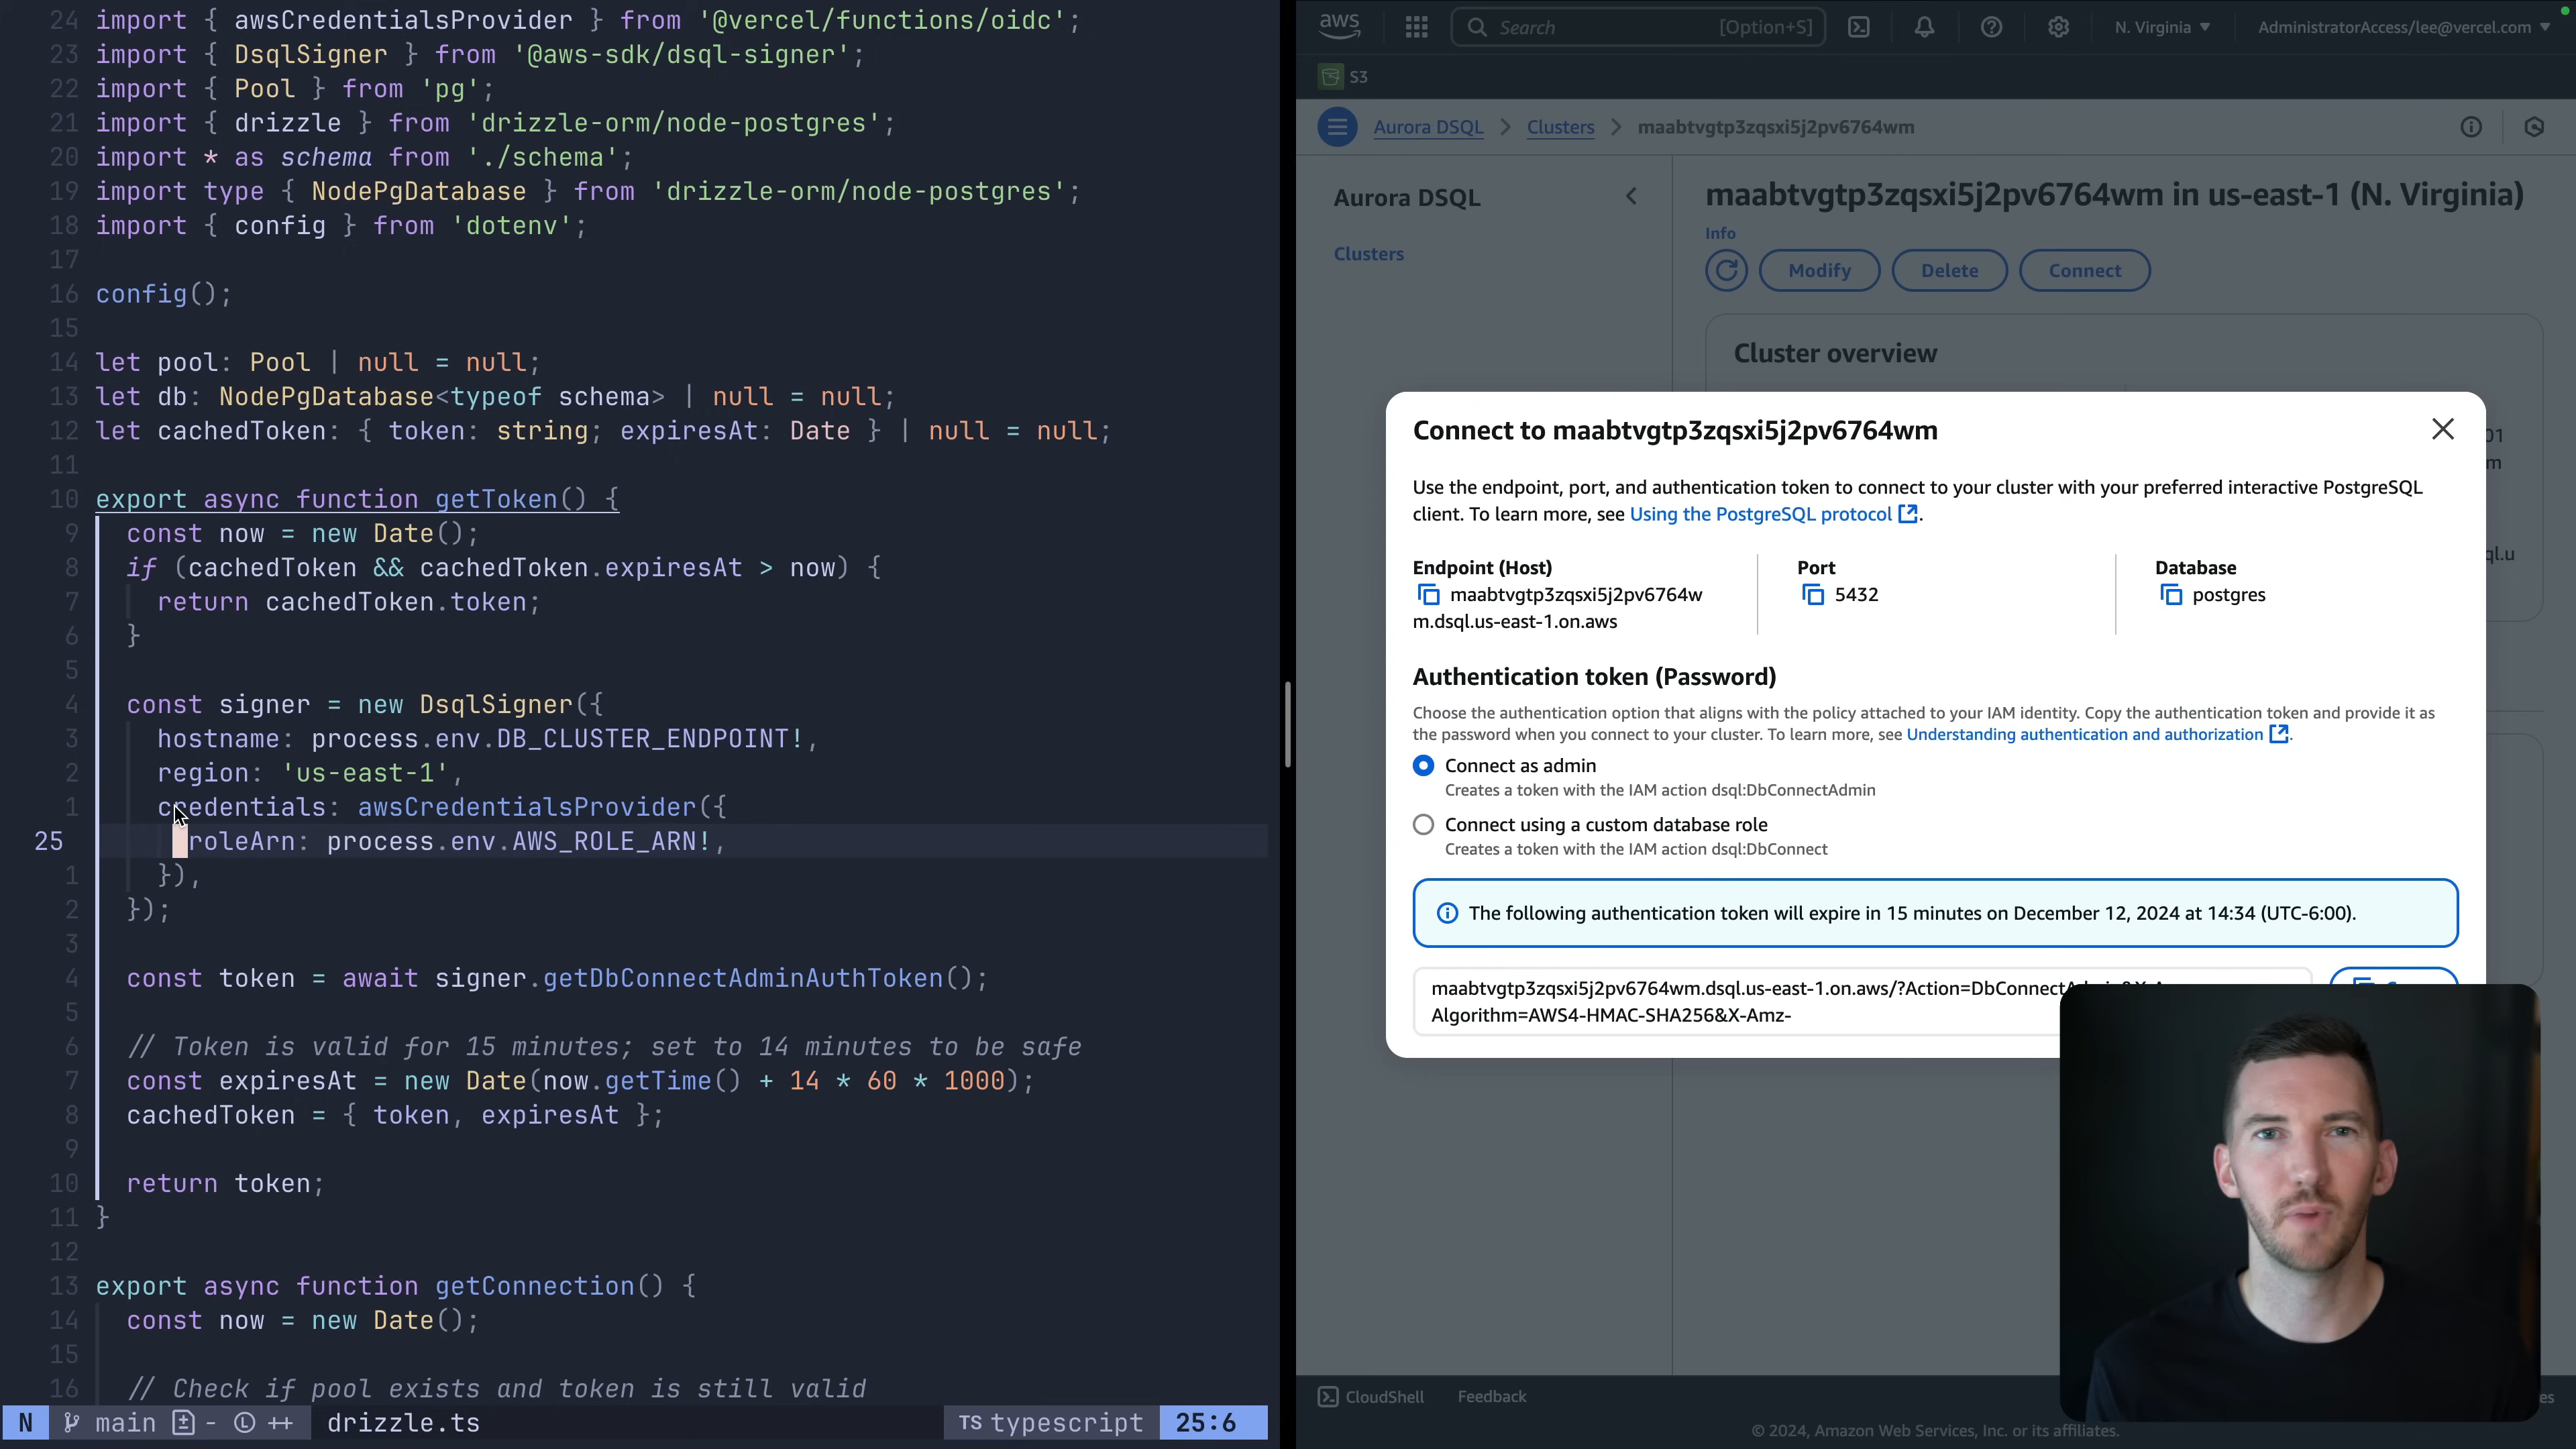 24 import { awsCredentialsProvider } from '@vercel/functions/oidc';
23 import { DsqlSigner } from '@aws-sdk/dsql-signer';
22 import { Pool } from 'pg';
21 import { drizzle } from 'drizzle-orm/node-postgres';
20 import * as schema from './schema';
19 import type { NodePgDatabase } from 'drizzle-orm/node-postgres';
18 import { config } from 'dotenv';
17
16 config();
15
14 let pool: Pool | null = null;
13 let db: NodePgDatabase<typeof schema> | null = null;
12 let cachedToken: { token: string; expiresAt: Date } | null = null;
11
10 export async function getToken() {
9 const now = new Date();
8 if (cachedToken && cachedToken.expiresAt > now) {
7 return cachedToken.token;
6 }
5
4 const signer = new DsqlSigner({
3 hostname: process.env.DB_CLUSTER_ENDPOINT!,
2 region: 'us-east-1',
1 credentials: awsCredentialsProvider({
25 roleArn: process.env.AWS_ROLE_ARN!,
1 }),
2 });
3
4 const token = await signer.getDbConnectAdminAuthToken();
5
6 // Token is valid for 15 minutes; set to 14 minutes to be safe
7 const expiresAt = new Date(now.getTime() + 14 * 60 * 1000);
8 cachedToken = { token, expiresAt };
9
10 return token;
11 }
12
13 export async function getConnection() {
14 const now = new Date();
15
16 // Check if pool exists and token is still valid
N main - drizzle.ts TS typescript 25:6
aws Search [Option+S] N. Virginia AdministratorAccess/lee@vercel.com
S3
Aurora DSQL Clusters maabtvgtp3zqsxi5j2pv6764wm
Aurora DSQL
Clusters
maabtvgtp3zqsxi5j2pv6764wm in us-east-1 (N. Virginia)
Info
Modify Delete Connect
Cluster overview
Connect to maabtvgtp3zqsxi5j2pv6764wm
Use the endpoint, port, and authentication token to connect to your cluster with your preferred interactive PostgreSQL
client. To learn more, see Using the PostgreSQL protocol.
Endpoint (Host) Port Database
maabtvgtp3zqsxi5j2pv6764w 5432 postgres
m.dsql.us-east-1.on.aws
Authentication token (Password)
Choose the authentication option that aligns with the policy attached to your IAM identity. Copy the authentication token and provide it as
the password when you connect to your cluster. To learn more, see Understanding authentication and authorization.
Connect as admin
Creates a token with the IAM action dsql:DbConnectAdmin
Connect using a custom database role
Creates a token with the IAM action dsql:DbConnect
The following authentication token will expire in 15 minutes on December 12, 2024 at 14:34 (UTC-6:00).
maabtvgtp3zqsxi5j2pv6764wm.dsql.us-east-1.on.aws/?Action=DbConnect
Algorithm=AWS4-HMAC-SHA256&X-Amz-
CloudShell Feedback
© 2024, Amazon Web Services, Inc. or its affiliates.